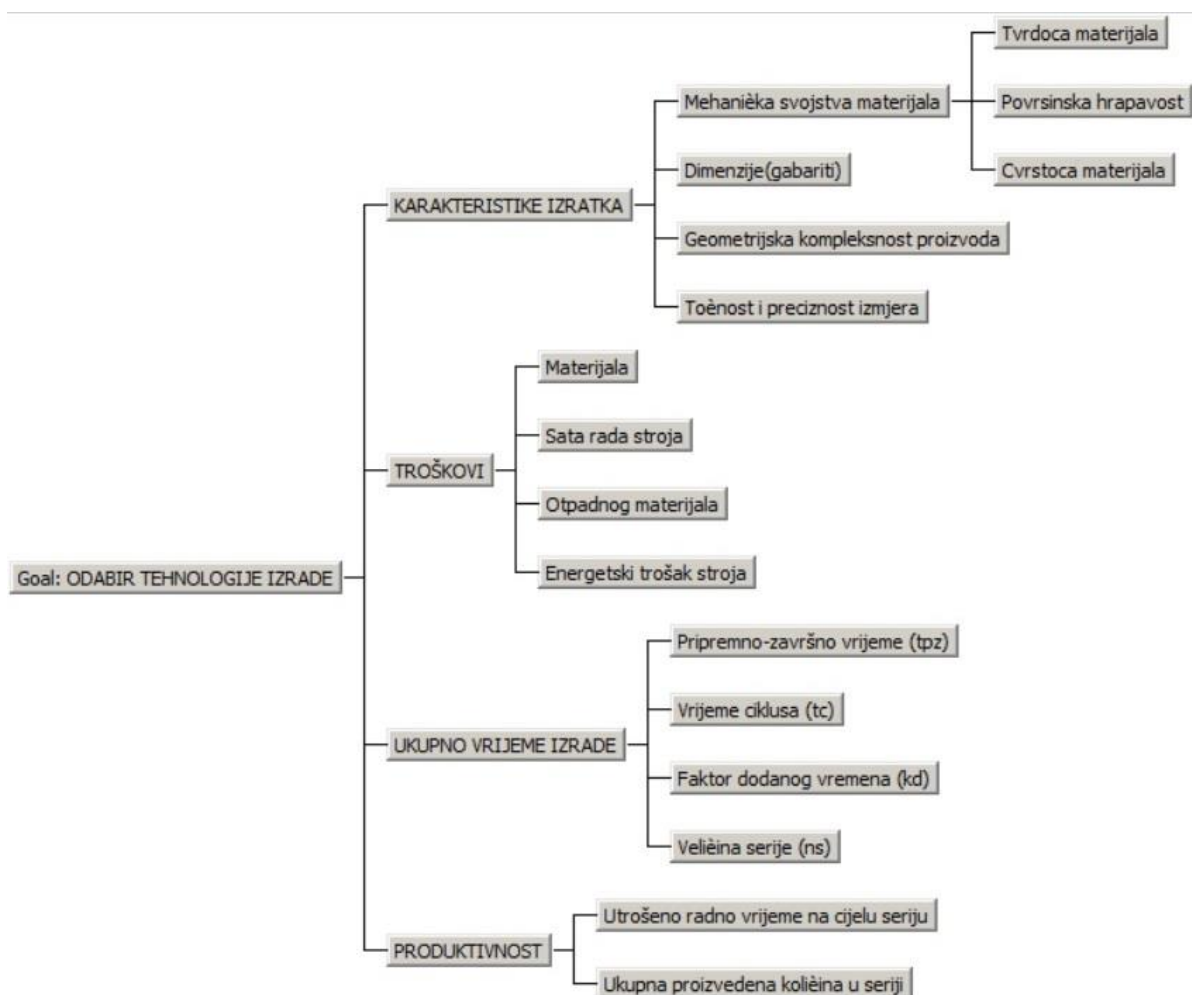 Goal: ODABIR TEHNOLOGIJE IZRADE
KARAKTERISTIKE IZRATKA
Mehanièka svojstva materijala
Tvrdoca materijala
Povrsinska hrapavost
Cvrstoca materijala
Dimenzije(gabariti)
Geometrijska kompleksnost proizvoda
Toènost i preciznost izmjera
TROŠKOVI
Materijala
Sata rada stroja
Otpadnog materijala
Energetski trošak stroja
UKUPNO VRIJEME IZRADE
Pripremno-završno vrijeme (tpz)
Vrijeme ciklusa (tc)
Faktor dodanog vremena (kd)
Velièina serije (ns)
PRODUKTIVNOST
Utrošeno radno vrijeme na cijelu seriju
Ukupna proizvedena kolièina u seriji